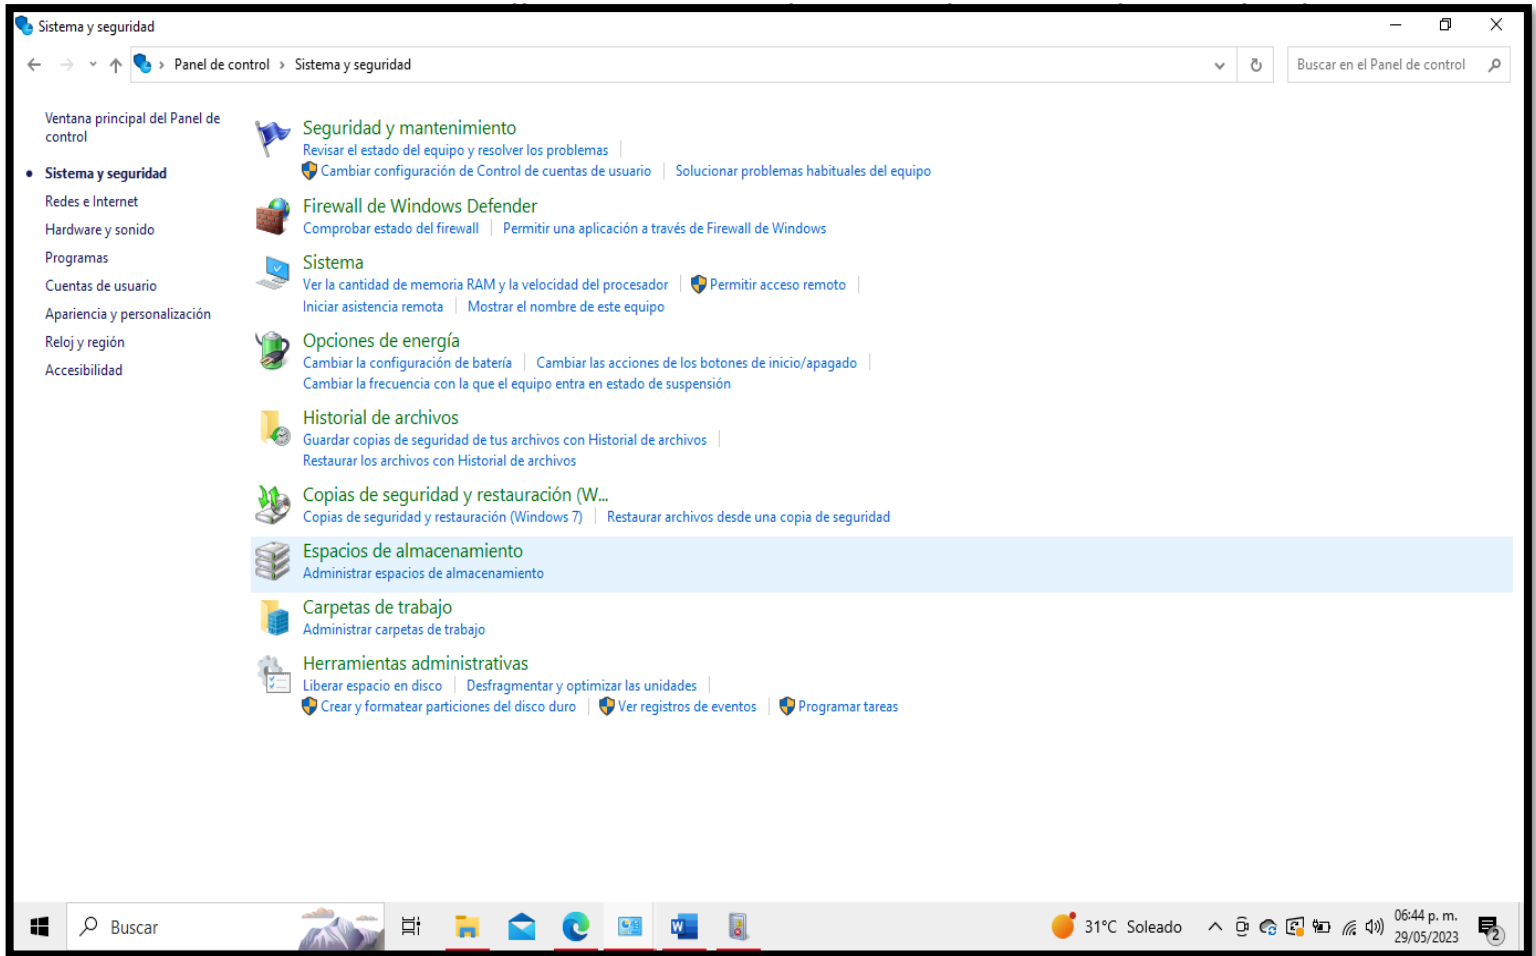 Sistema y seguridad
Panel de control › Sistema y seguridad
Buscar en el Panel de control
Ventana principal del Panel de
control
Sistema y seguridad
Redes e Internet
Hardware y sonido
Programas
Cuentas de usuario
Apariencia y personalización
Reloj y región
Accesibilidad
Seguridad y mantenimiento
Revisar el estado del equipo y resolver los problemas
Cambiar configuración de Control de cuentas de usuario | Solucionar problemas habituales del equipo
Firewall de Windows Defender
Comprobar estado del firewall | Permitir una aplicación a través de Firewall de Windows
Sistema
Ver la cantidad de memoria RAM y la velocidad del procesador | Permitir acceso remoto
Iniciar asistencia remota | Mostrar el nombre de este equipo
Opciones de energía
Cambiar la configuración de batería | Cambiar las acciones de los botones de inicio/apagado
Cambiar la frecuencia con la que el equipo entra en estado de suspensión
Historial de archivos
Guardar copias de seguridad de tus archivos con Historial de archivos
Restaurar los archivos con Historial de archivos
Copias de seguridad y restauración (W...
Copias de seguridad y restauración (Windows 7) | Restaurar archivos desde una copia de seguridad
Espacios de almacenamiento
Administrar espacios de almacenamiento
Carpetas de trabajo
Administrar carpetas de trabajo
Herramientas administrativas
Liberar espacio en disco | Desfragmentar y optimizar las unidades
Crear y formatear particiones del disco duro | Ver registros de eventos | Programar tareas
Buscar
W
31°C Soleado
06:44 p. m.
29/05/2023
2